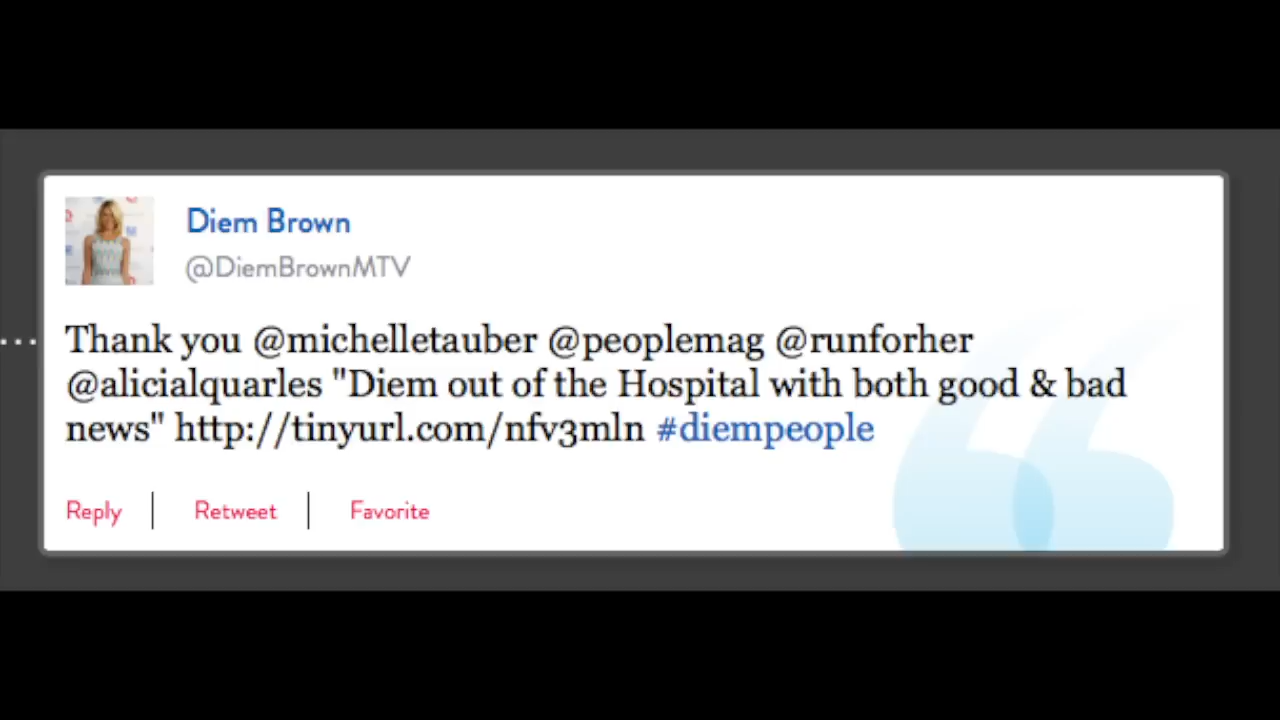 Diem Brown
@DiemBrownMTV
Thank you @michelletauber @peoplemag @runforher
@alicialquarles "Diem out of the Hospital with both good & bad
news" http://tinyurl.com/nfv3mln #diempeople
Reply | Retweet | Favorite